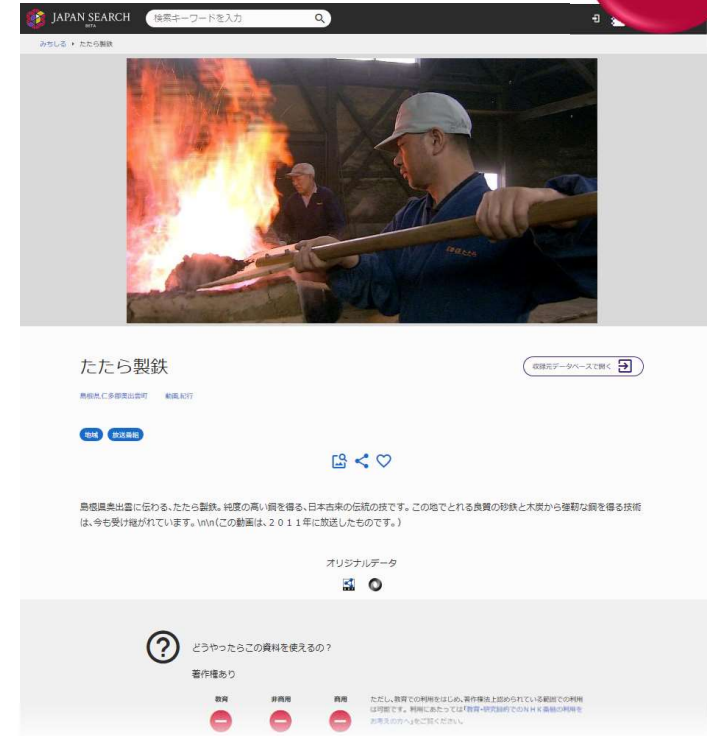 JAPAN SEARCH
BETA
検索キーワードを入力
みちしる ▸ たたら製鉄
たたら製鉄
収録元データベースで開く
島根県,仁多郡奥出雲町 動画,紀行
地域 放送番組
島根県奥出雲に伝わる、たたら製鉄。純度の高い鋼を得る、日本古来の伝統の技です。この地でとれる良質の砂鉄と木炭から強靭な鋼を得る技術
は、今も受け継がれています。\n\n(この動画は、２０１１年に放送したものです。)
オリジナルデータ
どうやったらこの資料を使えるの？
著作権あり
教育 非商用 商用
ただし、教育での利用をはじめ、著作権法上認められている範囲での利用
は可能です。利用にあたっては「教育・研究目的でのＮＨＫ番組の利用を
お考えの方へ」をご覧ください。